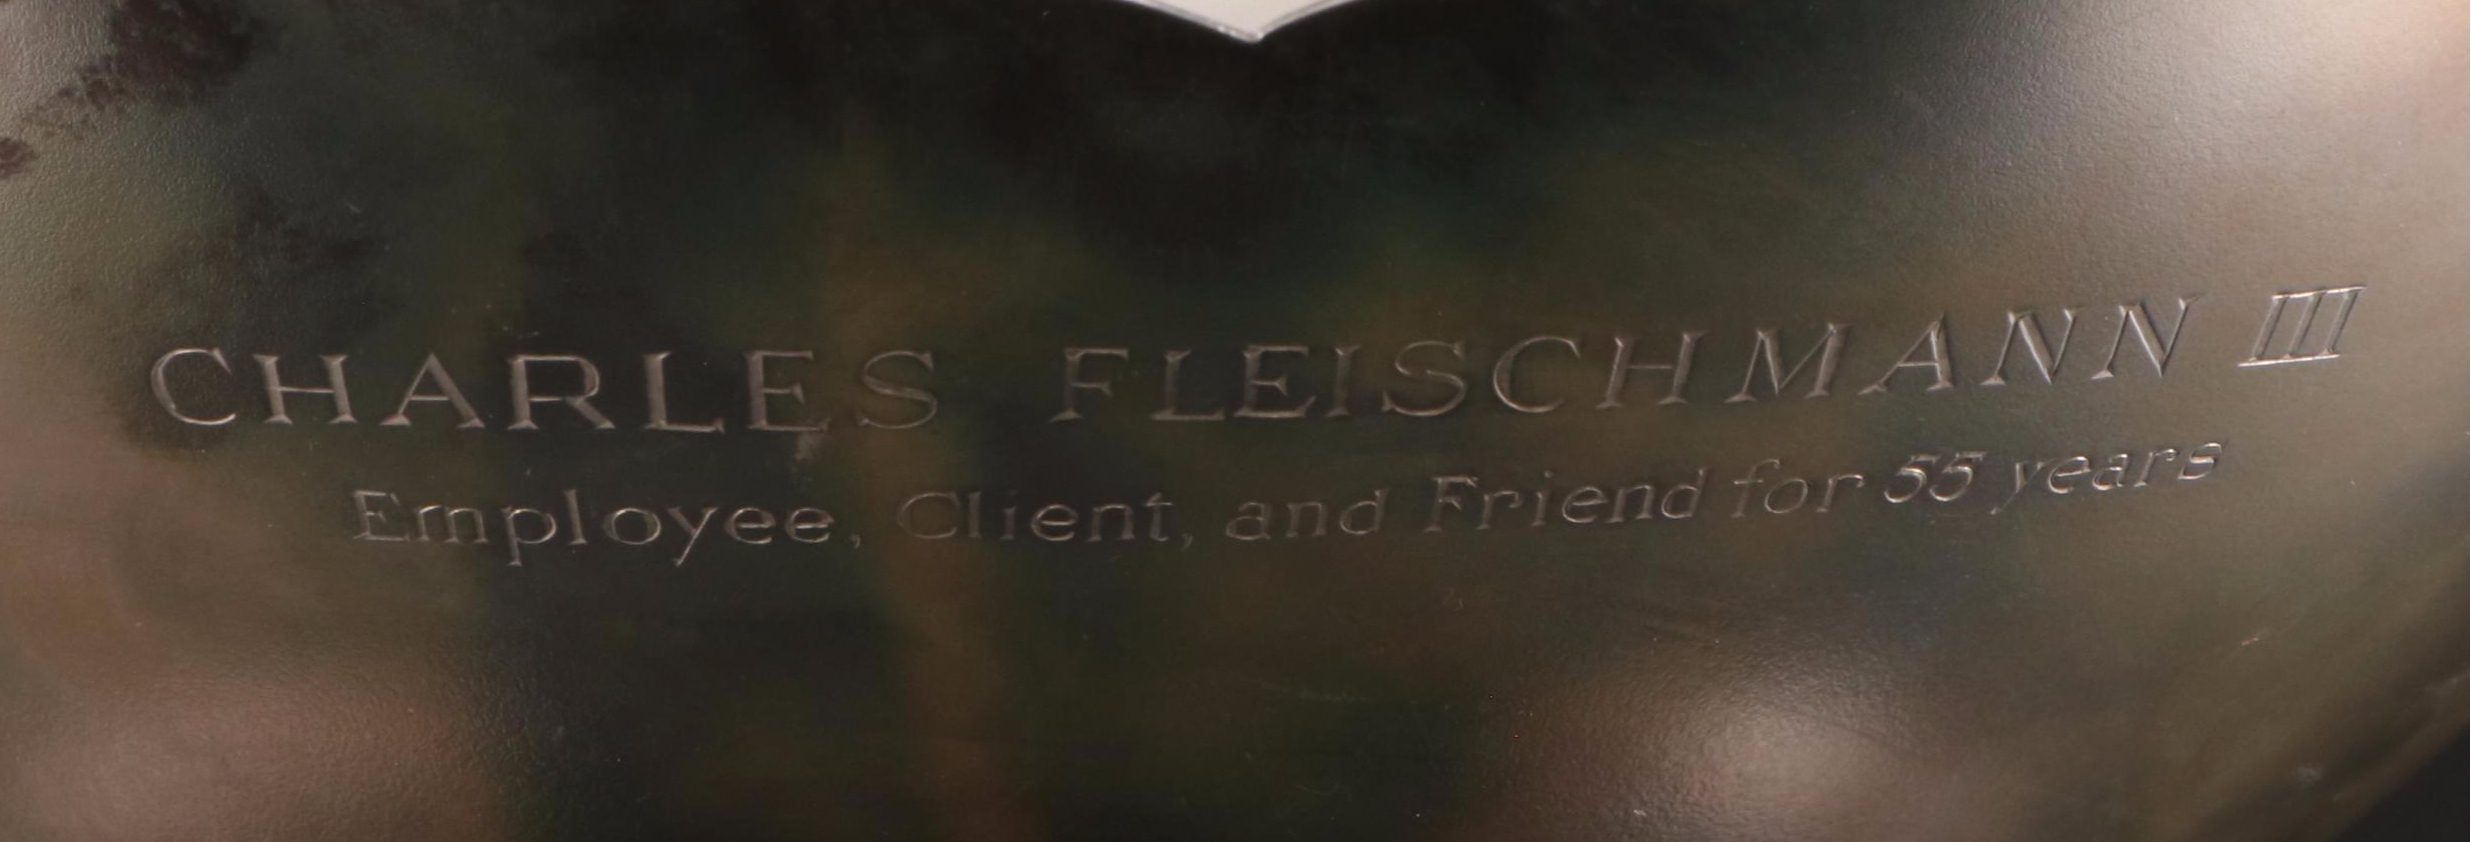 CHARLES FLEISCHMANN III
Employee, Client, and Friend for 55 years